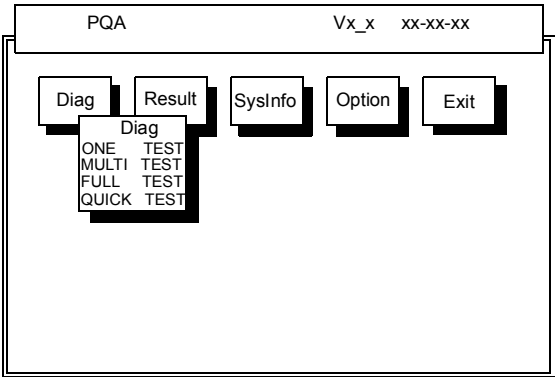 PQA Vx_x xx-xx-xx
Diag Result SysInfo Option Exit
Diag
ONE TEST
MULTI TEST
FULL TEST
QUICK TEST